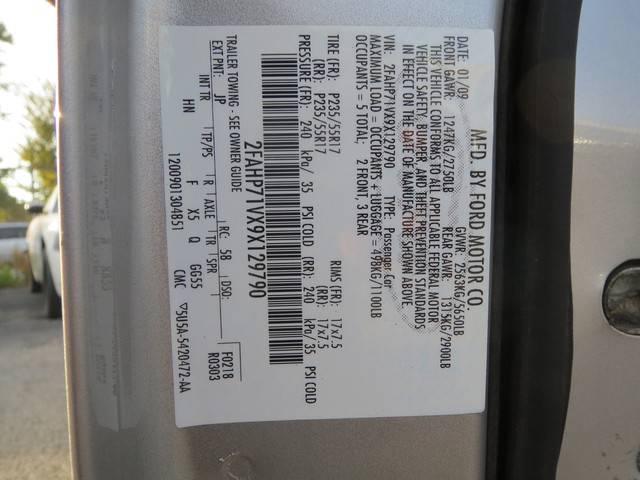 MFD. BY FORD MOTOR CO.
DATE: 01/09 GVWR: 2563KG/5650LB
FRONT GAWR: 1247KG/2750LB REAR GAWR: 1315KG/2900LB
THIS VEHICLE CONFORMS TO ALL APPLICABLE FEDERAL MOTOR
VEHICLE SAFETY, BUMPER, AND THEFT PREVENTION STANDARDS
IN EFFECT ON THE DATE OF MANUFACTURE SHOWN ABOVE.
VIN: 2FAHP71VX9X129790 TYPE: Passenger Car
MAXIMUM LOAD = OCCUPANTS + LUGGAGE = 498KG/1100LB
OCCUPANTS = 5 TOTAL; 2 FRONT, 3 REAR
TIRE (FR): P235/55R17 RIMS (FR): 17x7.5
(RR): P235/55R17 (RR): 17x7.5
PRESSURE (FR): 240 kPa/ 35 PSI COLD (RR): 240 kPa/35 PSI COLD
2FAHP71VX9X129790
TRAILER TOWING - SEE OWNER GUIDE
F0218
R0303
EXT PNT: JP RC: 58 DSO:
INT TR TP/PS R AXLE TR SPR
HN F X5 Q GG55
1200901304851 CMC 5U5A-5420472-AA